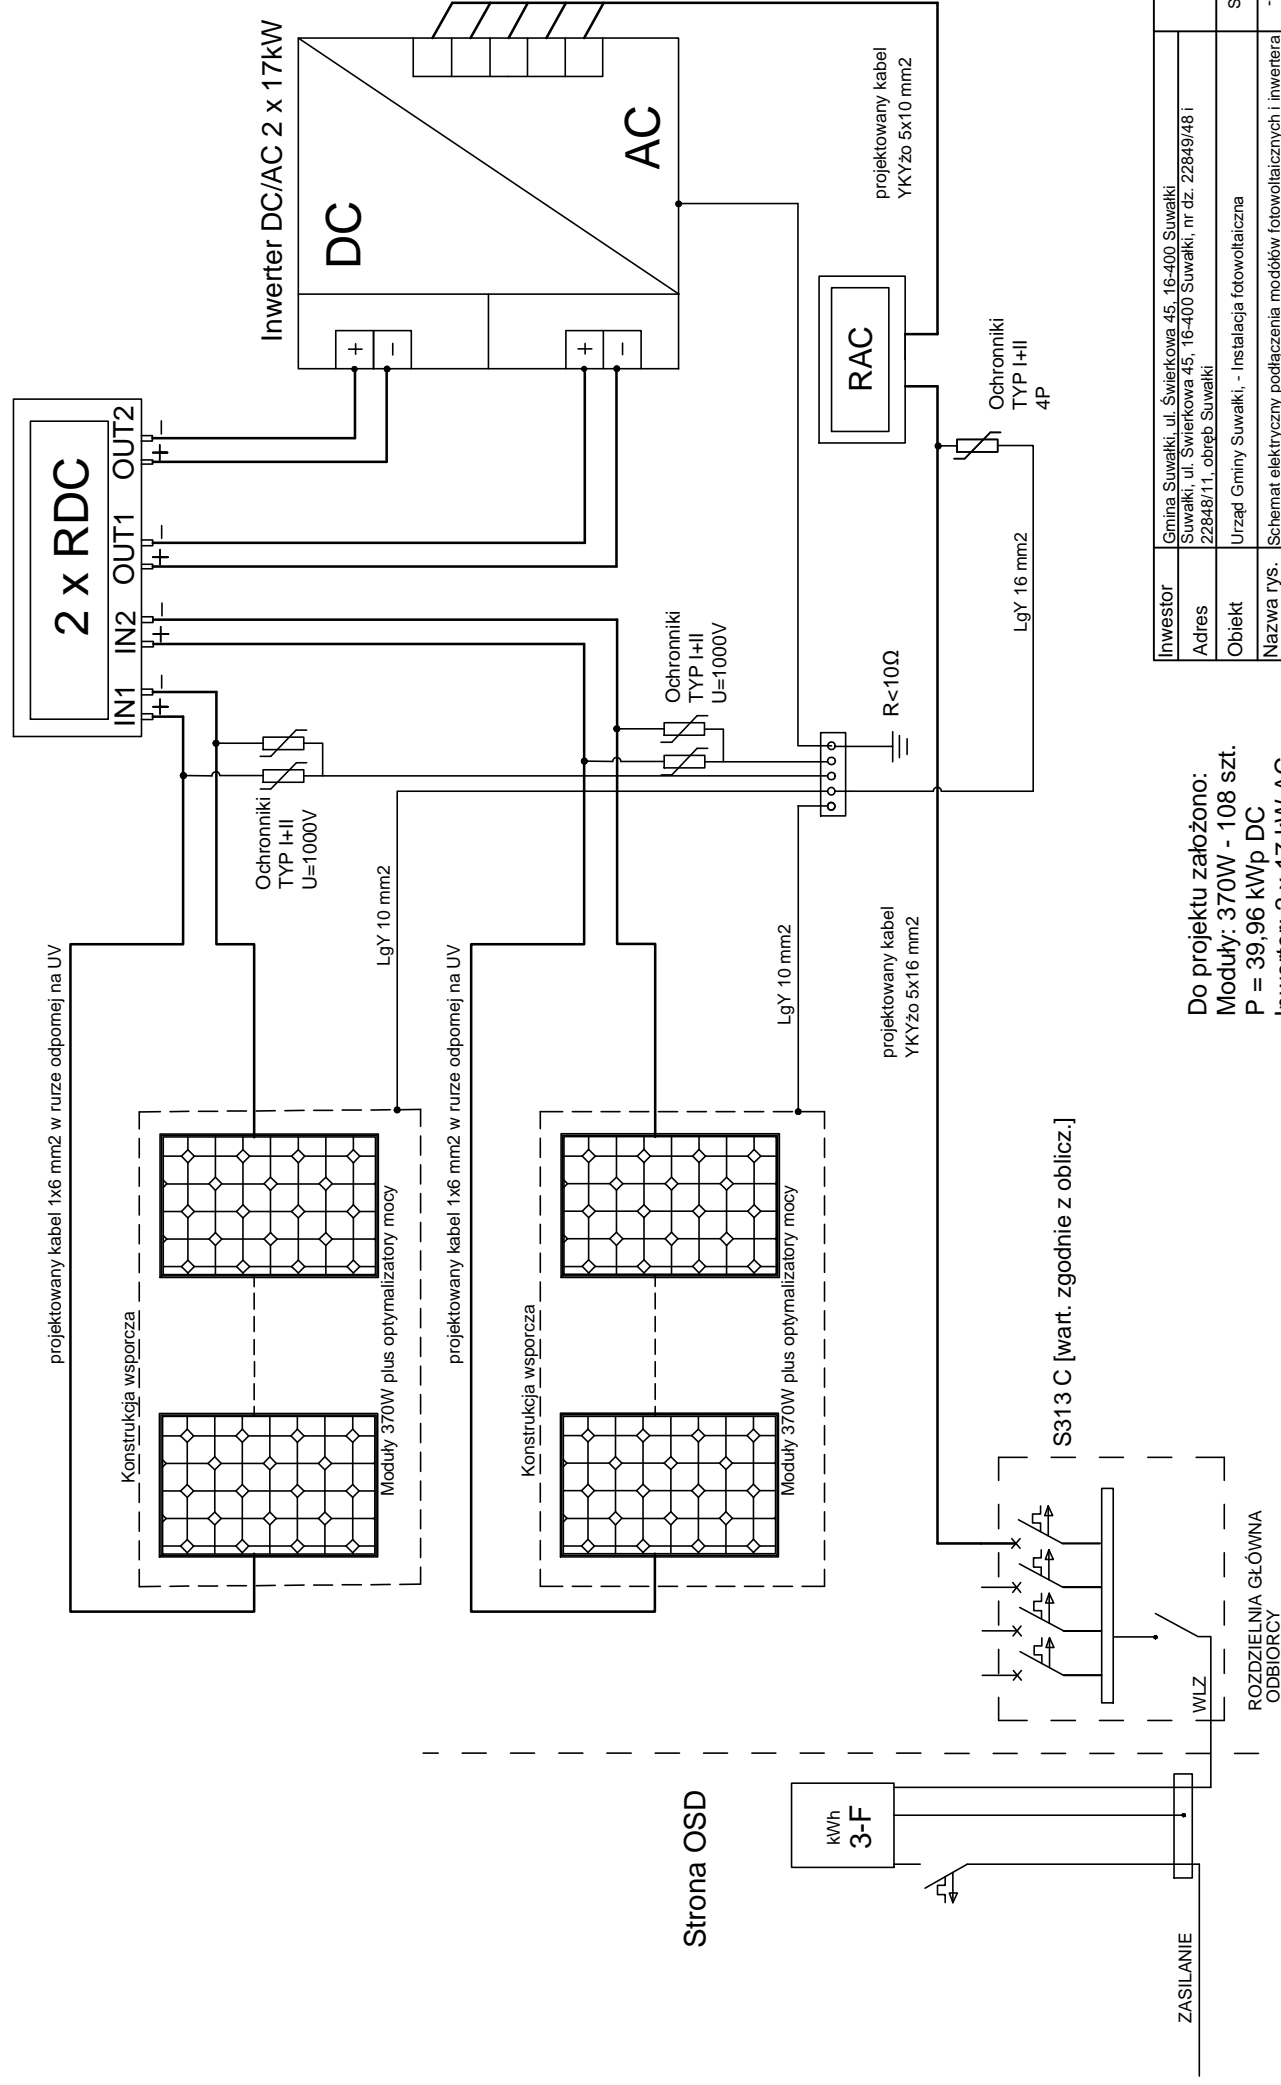 2 x RDC
IN1
IN2
OUT1
OUT2
+
−
+
−
+
−
+
−
Inwerter DC/AC 2 x 17kW
DC
AC
+
−
+
−
projektowany kabel 1x6 mm2 w rurze odpornej na UV
Ochronniki
TYP I+II
U=1000V
Konstrukcja wsporcza
Moduły 370W plus optymalizatory mocy
LgY 10 mm2
projektowany kabel 1x6 mm2 w rurze odpornej na UV
Ochronniki
TYP I+II
U=1000V
Konstrukcja wsporcza
Moduły 370W plus optymalizatory mocy
LgY 10 mm2
R<10Ω
projektowany kabel
YKYżo 5x10 mm2
RAC
Ochronniki
TYP I+II
4P
LgY 16 mm2
projektowany kabel
YKYżo 5x16 mm2
S313 C [wart. zgodnie z oblicz.]
WLZ
ROZDZIELNIA GŁÓWNA
ODBIORCY
Strona OSD
kWh
3-F
ZASILANIE
Do projektu założono:
Moduły: 370W - 108 szt.
P = 39,96 kWp DC
Inwestor
Gmina Suwałki, ul. Świerkowa 45, 16-400 Suwałki
Adres
Suwałki, ul. Świerkowa 45, 16-400 Suwałki, nr dz. 22849/48 i
22848/11, obręb Suwałki
Obiekt
Urząd Gminy Suwałki, - Instalacja fotowoltaiczna
Nazwa rys.
Schemat elektryczny podłączenia modółów fotowoltaicznych i inwertera